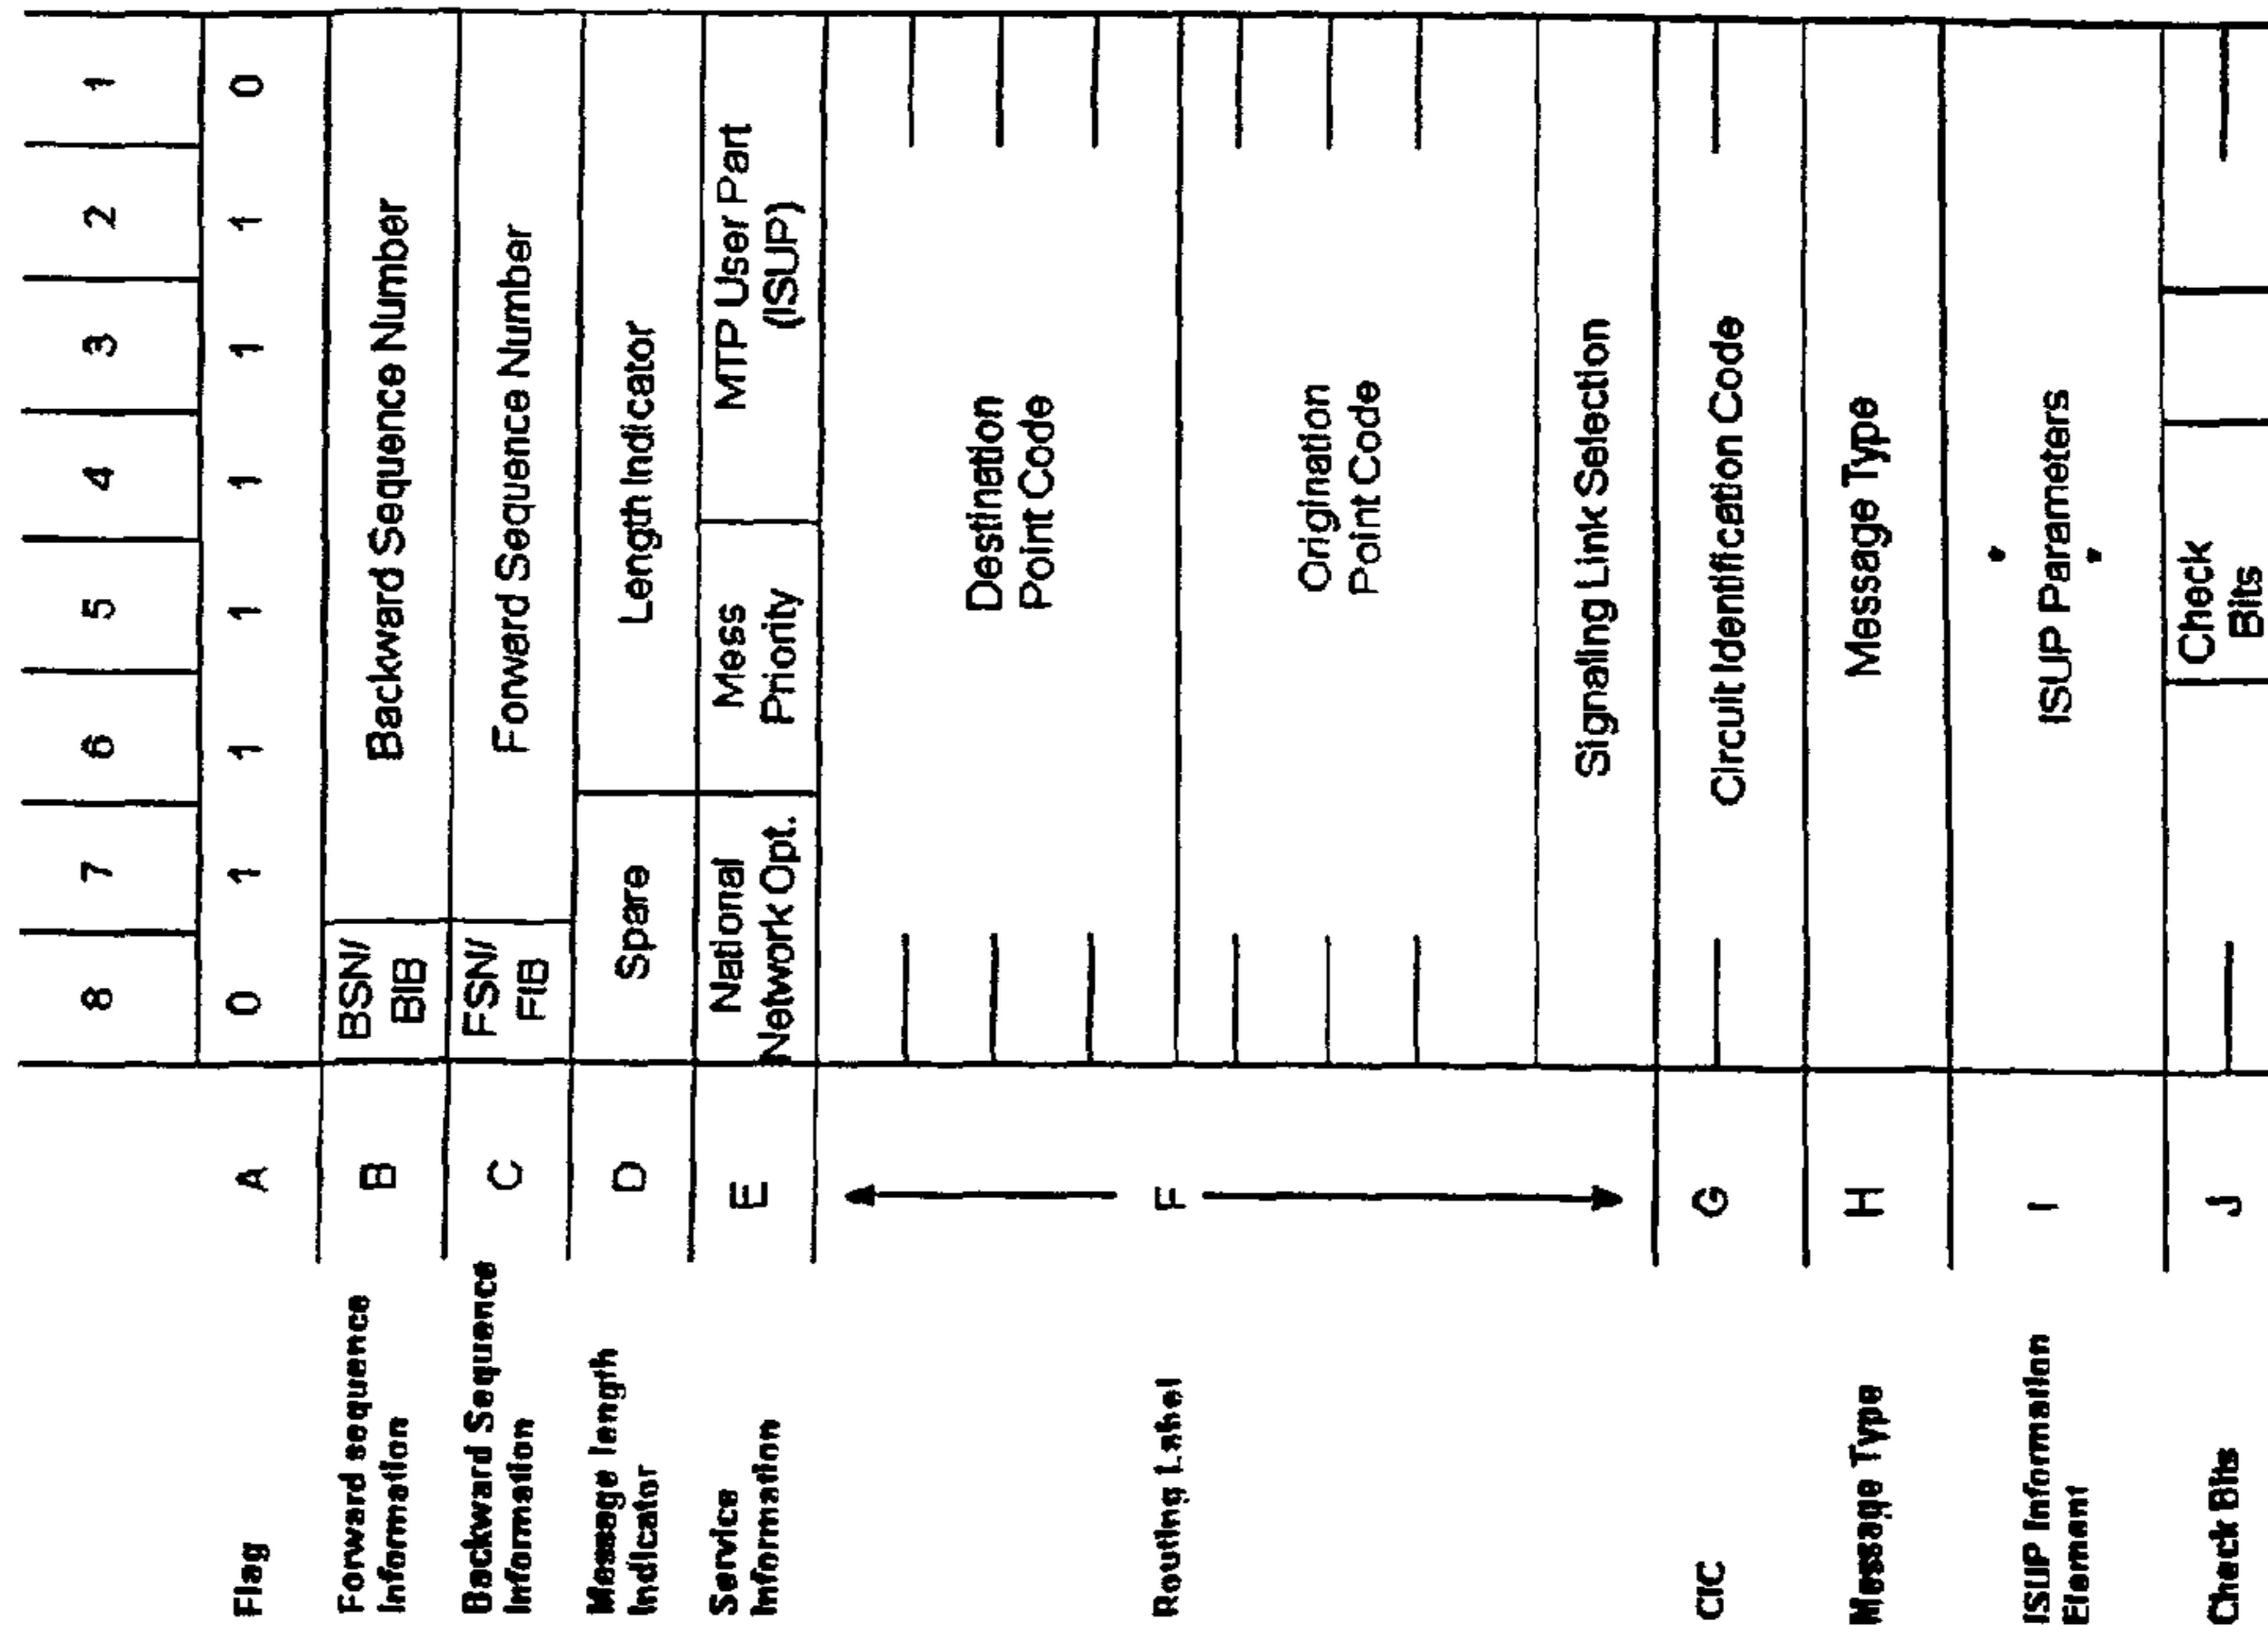 8 7 6 5 4 3 2 1
Flag A 0 1 1 1 1 1 1 0
Forward sequence
Information
B
BSN/
BIB
Backward Sequence Number
Backward Sequence
Information
C
FSN/
FIB
Forward Sequence Number
Message length
Indicator
D
Spare
Length Indicator
Service
Information
E
National
Network Opt.
Mess
Priority
MTP User Part
(ISUP)
Routing Label
F
Destination
Point Code
Origination
Point Code
Signaling Link Selection
CIC
G
Circuit Identification Code
Message Type
H
Message Type
ISUP Information
Element
I
ISUP Parameters
Check Bits
J
Check
Bits